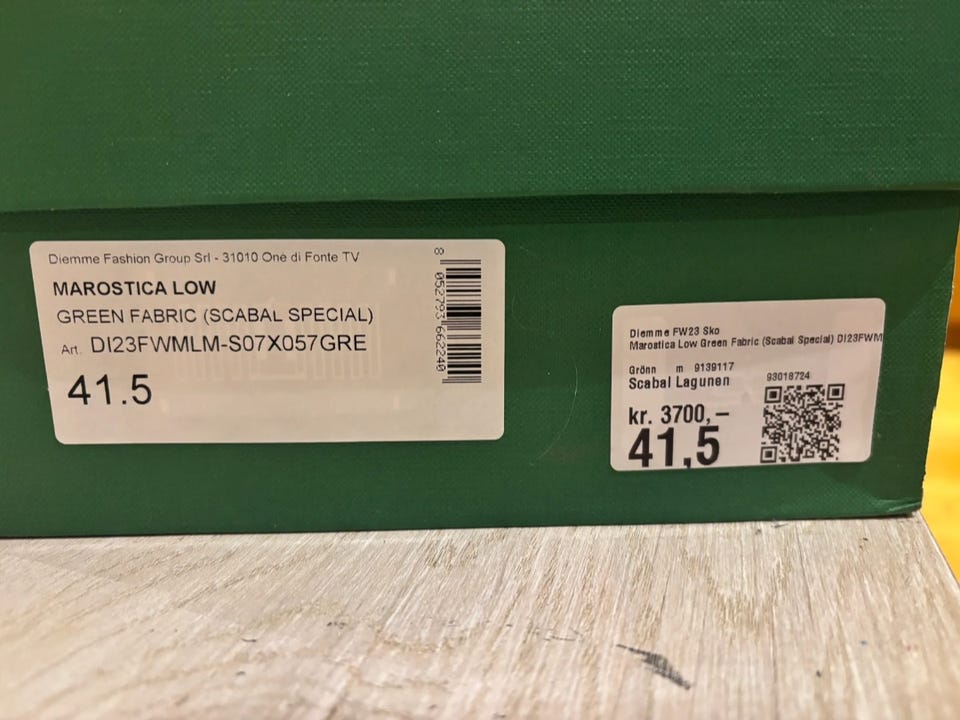 Diemme Fashion Group Srl - 31010 Onè di Fonte TV
MAROSTICA LOW
GREEN FABRIC (SCABAL SPECIAL)
Art. DI23FWMLM-S07X057GRE
41.5
8 052793 662240
Diemme FW23 Sko
Marostica Low Green Fabric (Scabal Special) DI23FWM
Grönn m 9139117
Scabal Lagunen
93018724
kr. 3700,–
41,5